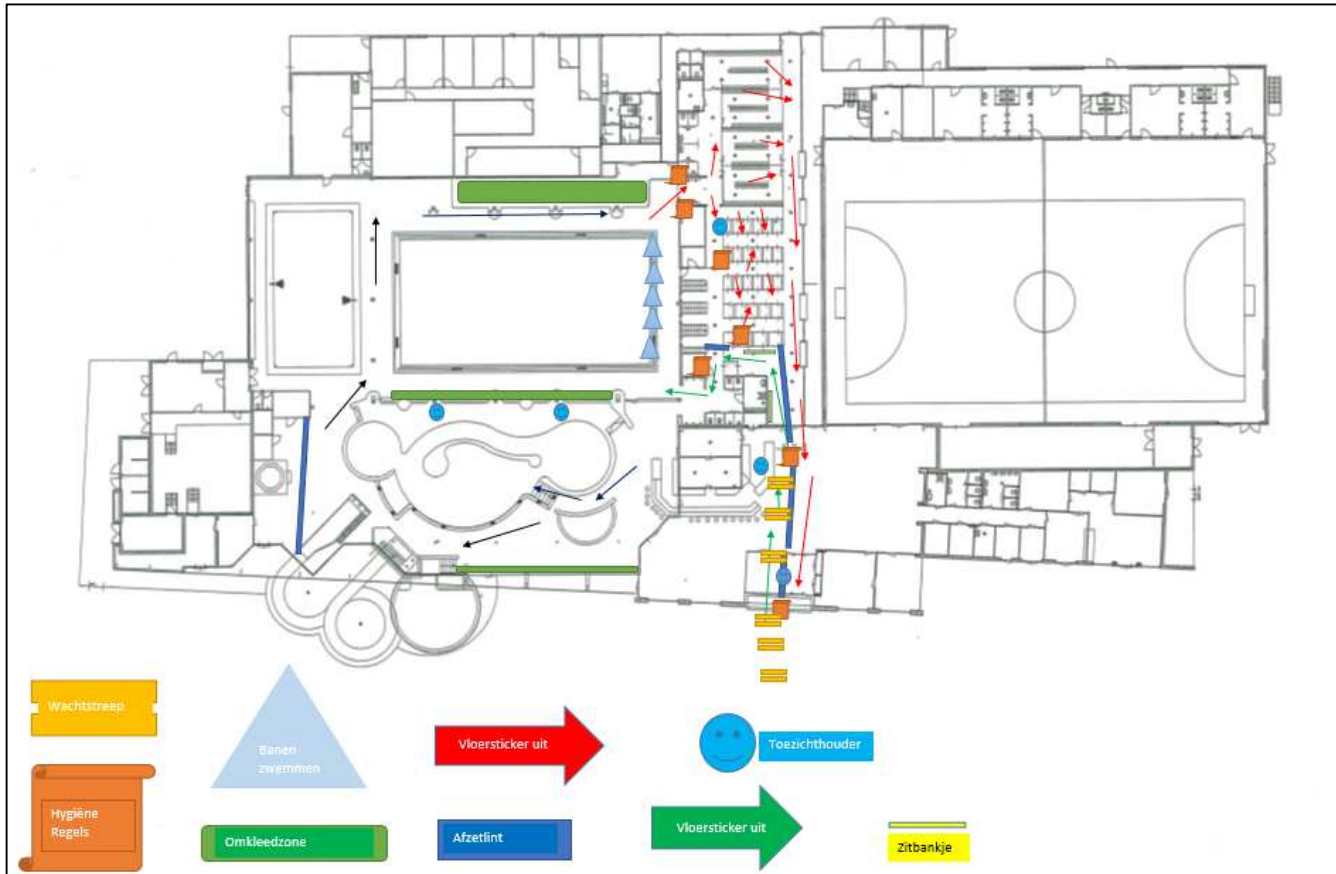 Wachtstreep
Banen
zwemmen
Vloersticker uit
Toezichthouder
Hygiëne
Regels
Omkleedzone
Afzetlint
Vloersticker uit
Zitbankje